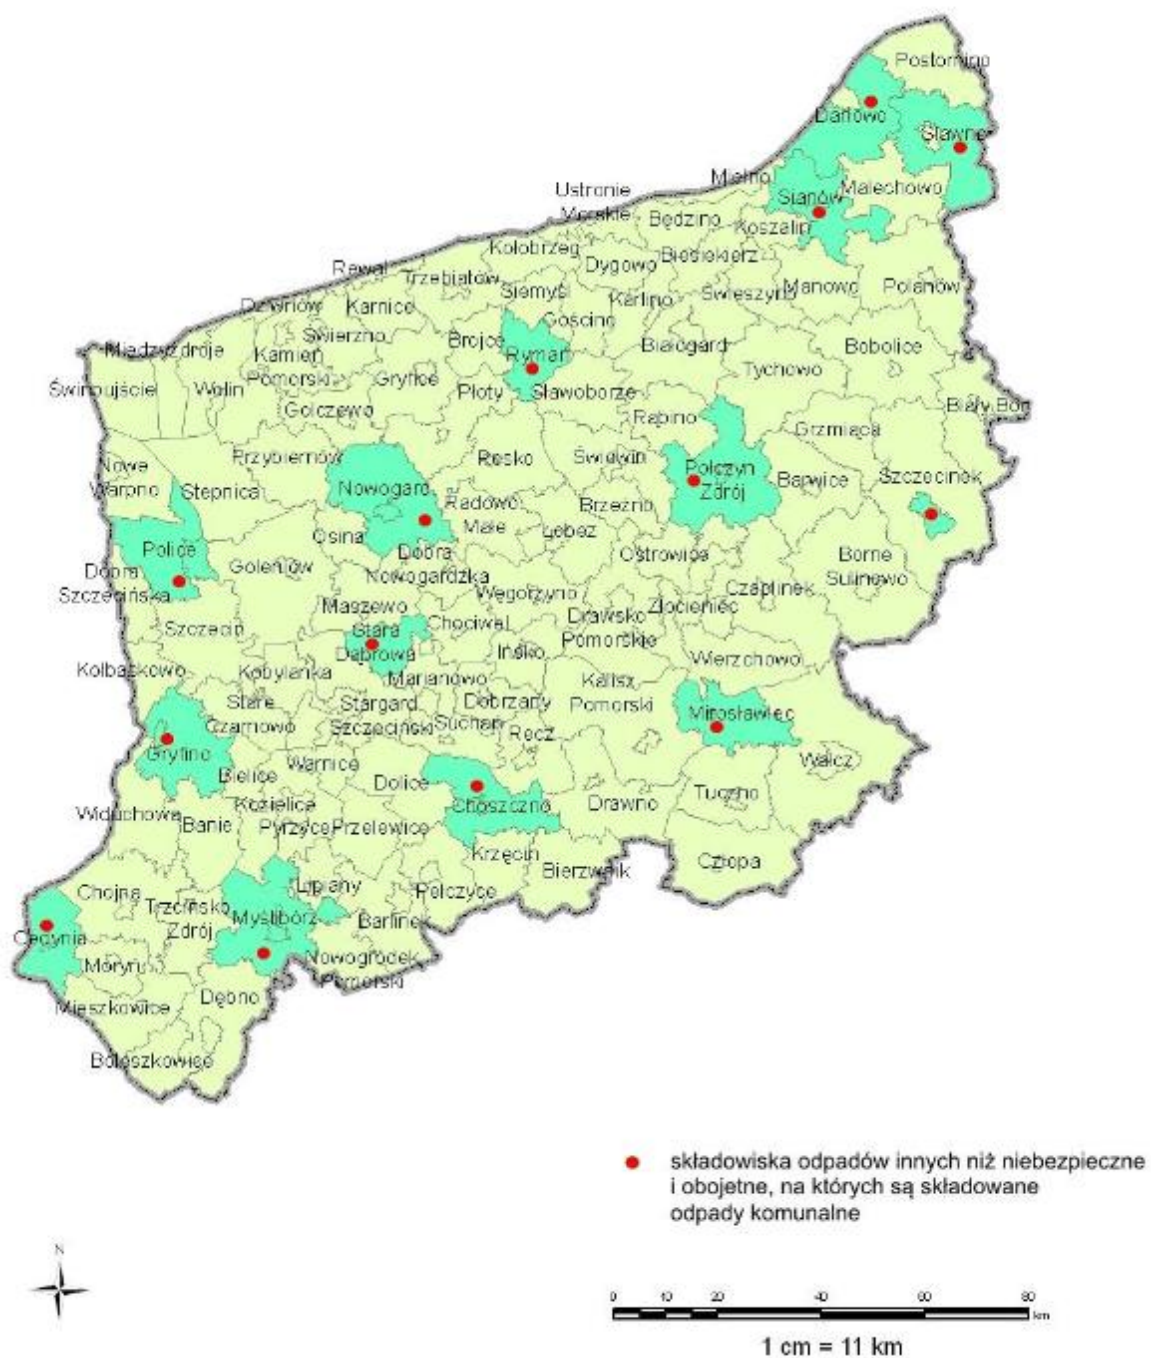 Postomino
Darłowo
Sławno
Mielno
Sianów
Malechowo
Ustronie
Morskie
Będzino
Koszalin
Kołobrzeg
Dygowo
Biesiekierz
Rewal
Trzebiatów
Siemyśl
Karlino
Świeszyno
Manowo
Polanów
Dziwnów
Karnice
Gościno
Świerzno
Brojce
Rymań
Białogard
Bobolice
Międzyzdroje
Kamień
Pomorski
Gryfice
Tychowo
Świnoujście
Wolin
Płoty
Sławoborze
Golczewo
Rąbino
Biały Bór
Grzmiąca
Nowe
Warpno
Przybiernów
Resko
Świdwin
Połczyn
Zdrój
Barwice
Szczecinek
Stepnica
Nowogard
Radowo
Małe
Brzeżno
Osina
Łobez
Police
Dobra
Nowogardzka
Ostrowice
Borne
Sulinowo
Dobra
Szczecińska
Goleniów
Węgorzyno
Czaplinek
Maszewo
Złocieniec
Drawsko
Pomorskie
Chociwel
Stara
Dąbrowa
Szczecin
Ińsko
Wierzchowo
Kołbaskowo
Kobylanka
Marianowo
Kalisz
Pomorski
Stare
Czarnowo
Stargard
Szczeciński
Dobrzany
Suchań
Recz
Mirosławiec
Gryfino
Warnice
Wałcz
Bielice
Dolice
Kozielice
Choszczno
Drawno
Tuczno
Widuchowa
Banie
Pyrzyce
Przelewice
Krzęcin
Bierzwnik
Człopa
Chojna
Lipiany
Pełczyce
Trzcińsko
Zdrój
Myślibórz
Barlinek
Cedynia
Moryń
Nowogródek
Pomorski
Mieszkowice
Dębno
Boleszkowice
składowiska odpadów innych niż niebezpieczne
i obojętne, na których są składowane
odpady komunalne
N
0 10 20 40 60 80
km
1 cm = 11 km